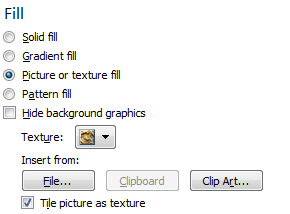 Fill
Solid fill
Gradient fill
Picture or texture fill
Pattern fill
Hide background graphics
Texture:
Insert from:
File... Clipboard Clip Art...
Tile picture as texture